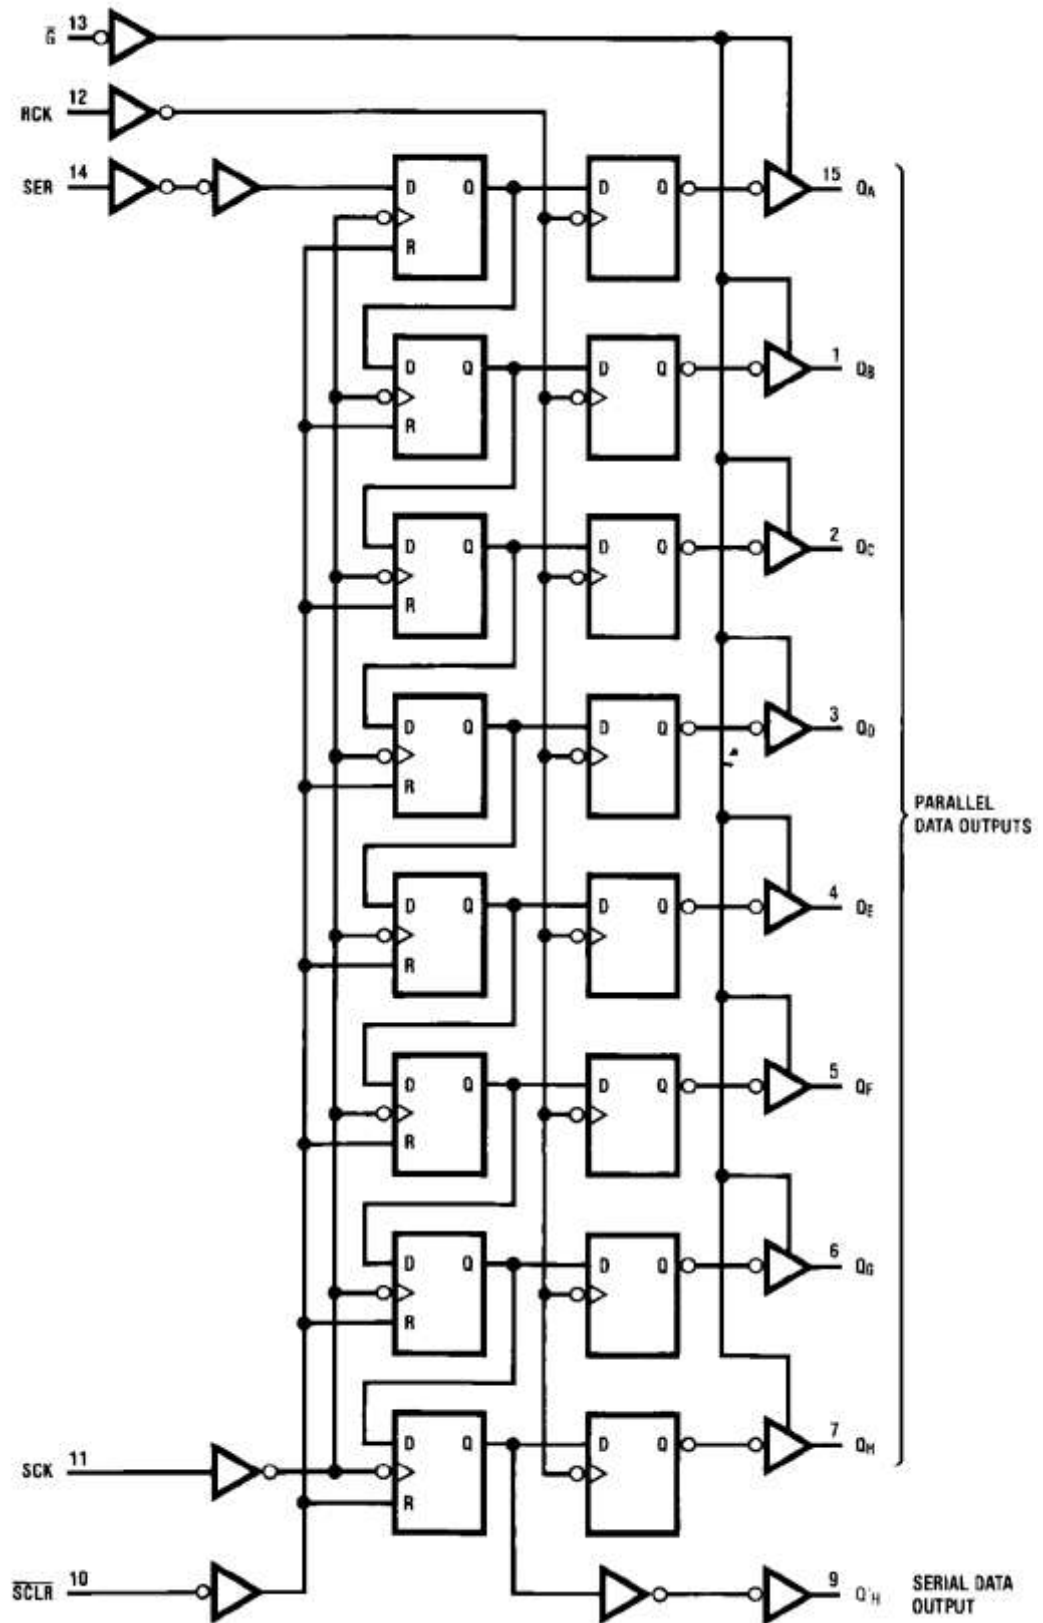 G̅ 13
RCK 12
SER 14
D Q D Q 15 QA
R
D Q D Q 1 QB
R
D Q D Q 2 QC
R
D Q D Q 3 QD
R
D Q D Q 4 QE
R
D Q D Q 5 QF
R
D Q D Q 6 QG
R
D Q D Q 7 QH
SCK 11
R
S̅C̅L̅R̅ 10
9 Q'H
PARALLEL
DATA OUTPUTS
SERIAL DATA
OUTPUT